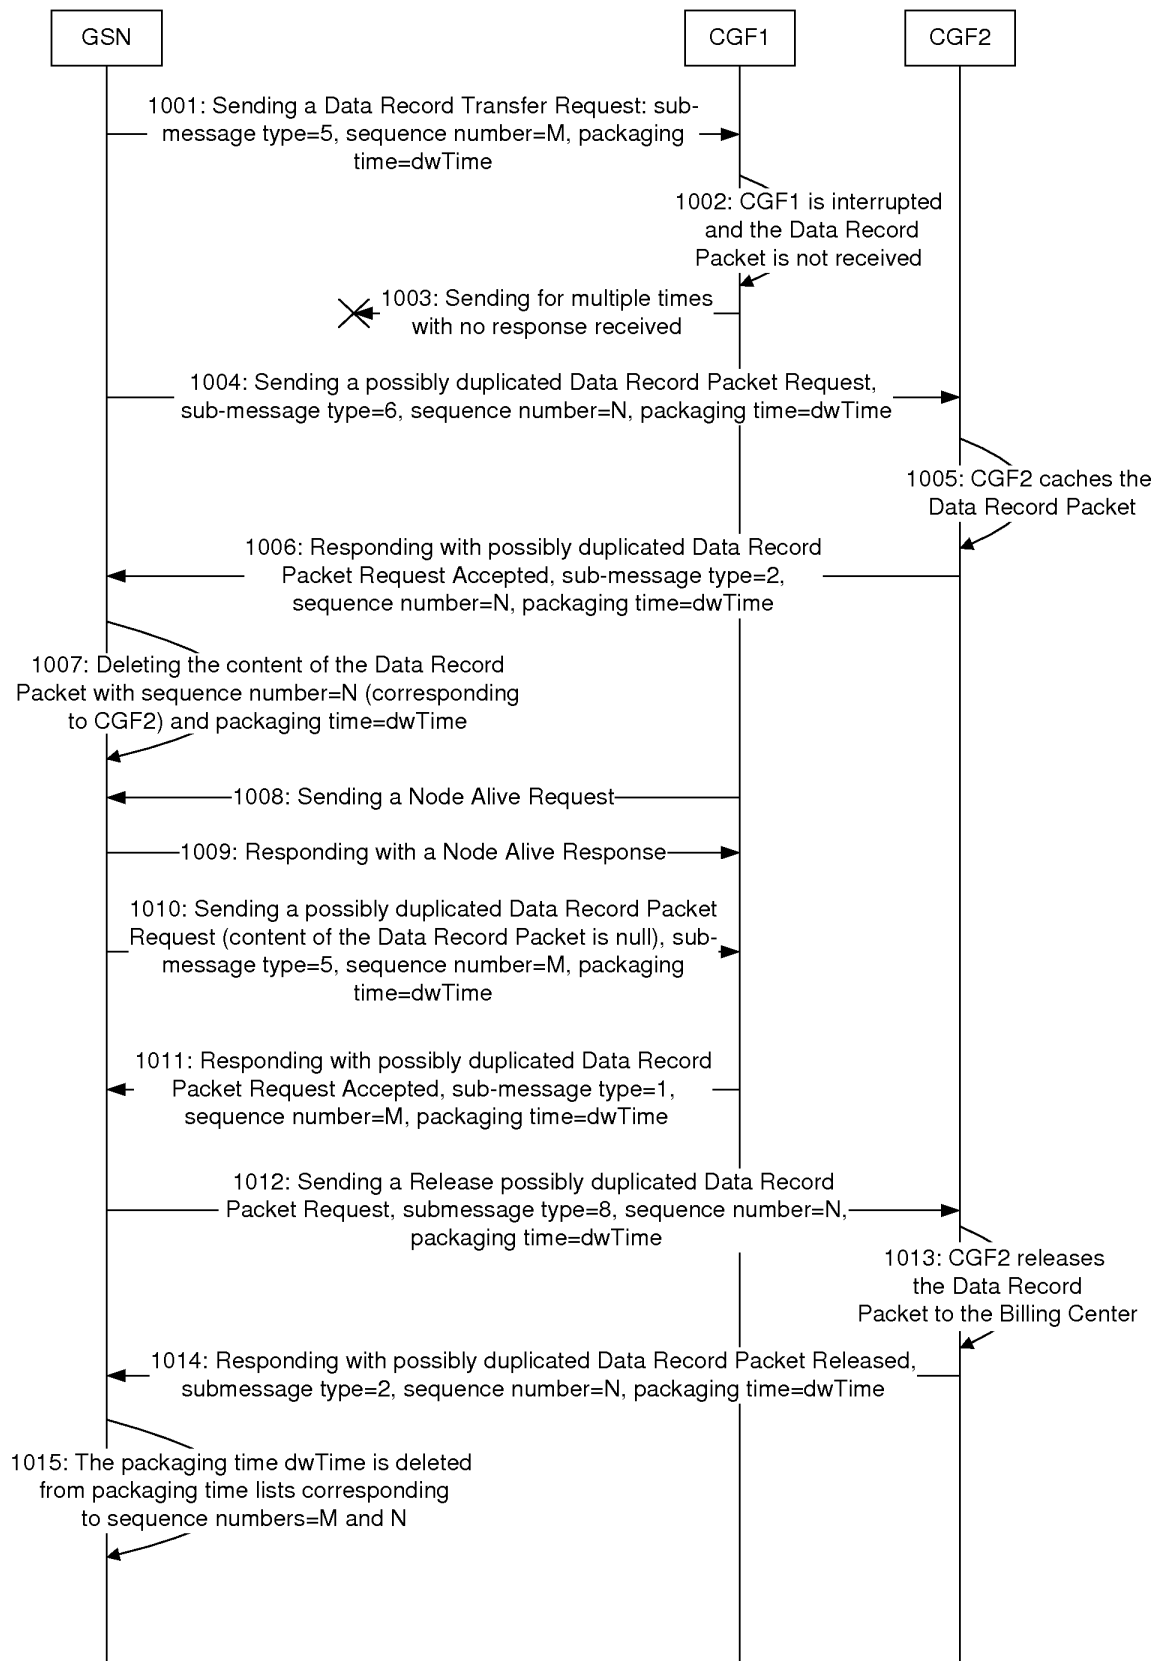 GSN
CGF1
CGF2
1001: Sending a Data Record Transfer Request: sub-
message type=5, sequence number=M, packaging
time=dwTime
1002: CGF1 is interrupted
and the Data Record
Packet is not received
1003: Sending for multiple times
with no response received
1004: Sending a possibly duplicated Data Record Packet Request,
sub-message type=6, sequence number=N, packaging time=dwTime
1005: CGF2 caches the
Data Record Packet
1006: Responding with possibly duplicated Data Record
Packet Request Accepted, sub-message type=2,
sequence number=N, packaging time=dwTime
1007: Deleting the content of the Data Record
Packet with sequence number=N (corresponding
to CGF2) and packaging time=dwTime
1008: Sending a Node Alive Request
1009: Responding with a Node Alive Response
1010: Sending a possibly duplicated Data Record Packet
Request (content of the Data Record Packet is null), sub-
message type=5, sequence number=M, packaging
time=dwTime
1011: Responding with possibly duplicated Data Record
Packet Request Accepted, sub-message type=1,
sequence number=M, packaging time=dwTime
1012: Sending a Release possibly duplicated Data Record
Packet Request, submessage type=8, sequence number=N,
packaging time=dwTime
1013: CGF2 releases
the Data Record
Packet to the Billing Center
1014: Responding with possibly duplicated Data Record Packet Released,
submessage type=2, sequence number=N, packaging time=dwTime
1015: The packaging time dwTime is deleted
from packaging time lists corresponding
to sequence numbers=M and N